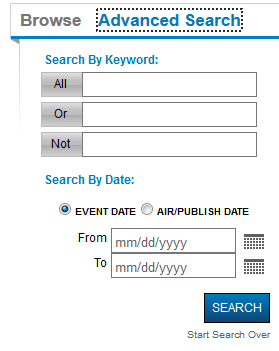 Browse Advanced Search
Search By Keyword:
All
Or
Not
Search By Date:
EVENT DATE AIR/PUBLISH DATE
From mm/dd/yyyy
To mm/dd/yyyy
SEARCH
Start Search Over